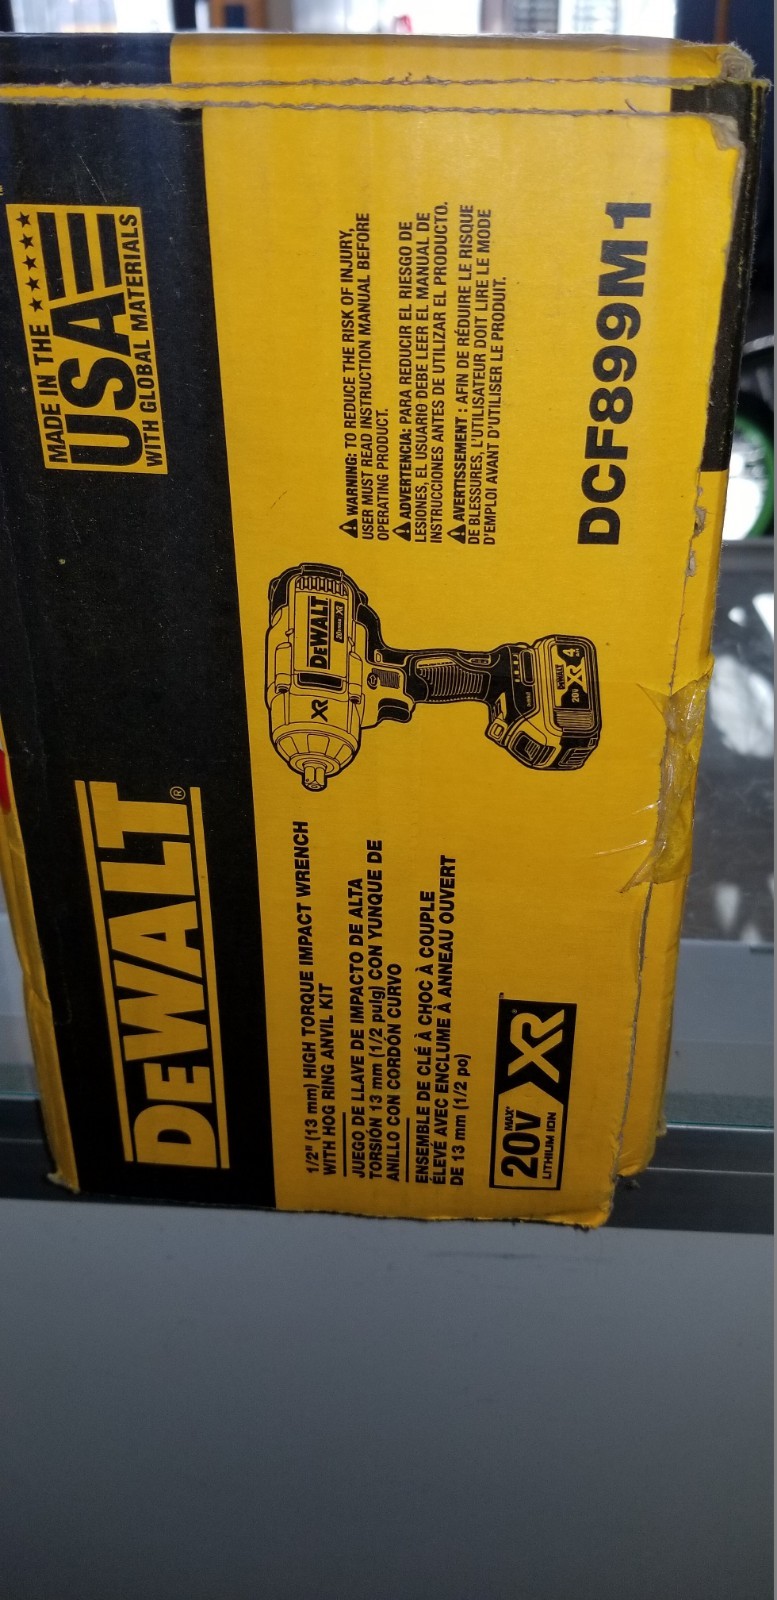 DEWALT®
MADE IN THE
USA
WITH GLOBAL MATERIALS
1/2" (13 mm) HIGH TORQUE IMPACT WRENCH
WITH HOG RING ANVIL KIT
JUEGO DE LLAVE DE IMPACTO DE ALTA
TORSIÓN 13 mm (1/2 pulg) CON YUNQUE DE
ANILLO CON CORDÓN CURVO
ENSEMBLE DE CLÉ À CHOC À COUPLE
ÉLEVÉ AVEC ENCLUME À ANNEAU OUVERT
DE 13 mm (1/2 po)
20V MAX* XR®
LITHIUM ION
DEWALT
XR
DEWALT
20V XR 4
WARNING: TO REDUCE THE RISK OF INJURY,
USER MUST READ INSTRUCTION MANUAL BEFORE
OPERATING PRODUCT.
ADVERTENCIA: PARA REDUCIR EL RIESGO DE
LESIONES, EL USUARIO DEBE LEER EL MANUAL DE
INSTRUCCIONES ANTES DE UTILIZAR EL PRODUCTO.
AVERTISSEMENT : AFIN DE RÉDUIRE LE RISQUE
DE BLESSURES, L'UTILISATEUR DOIT LIRE LE MODE
D'EMPLOI AVANT D'UTILISER LE PRODUIT.
DCF899M1